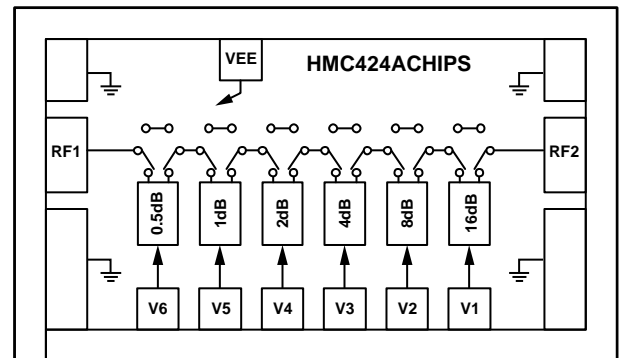 VEE
HMC424ACHIPS
RF1
RF2
0.5dB
1dB
2dB
4dB
8dB
16dB
V6
V5
V4
V3
V2
V1